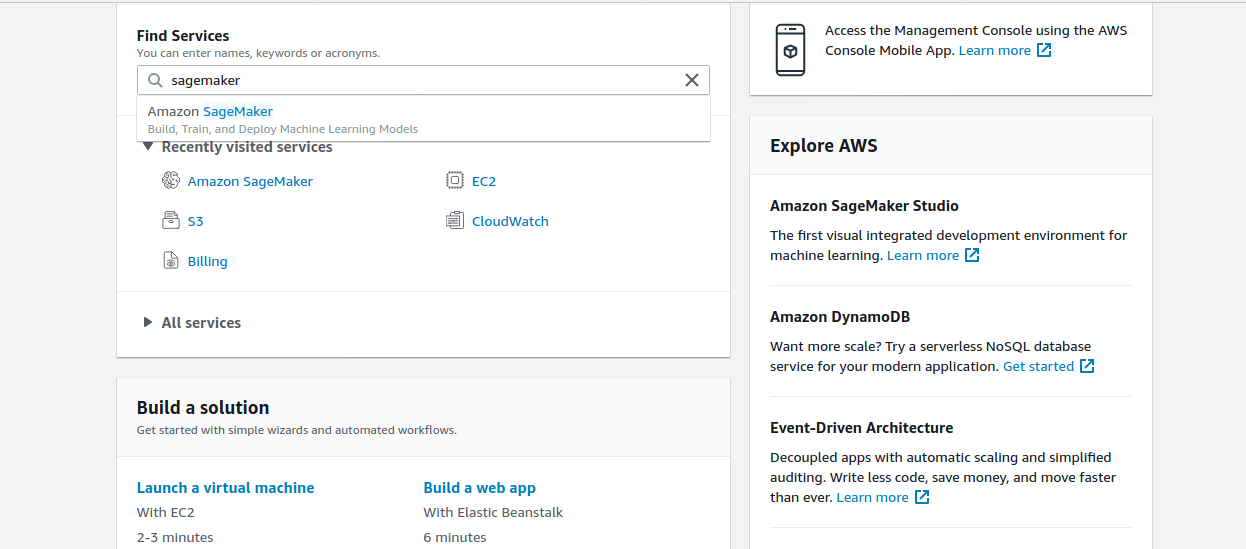 Find Services
You can enter names, keywords or acronyms.
sagemaker
Amazon SageMaker
Build, Train, and Deploy Machine Learning Models
Recently visited services
Amazon SageMaker
EC2
S3
CloudWatch
Billing
All services
Build a solution
Get started with simple wizards and automated workflows.
Launch a virtual machine
With EC2
2-3 minutes
Build a web app
With Elastic Beanstalk
6 minutes
Access the Management Console using the AWS
Console Mobile App. Learn more
Explore AWS
Amazon SageMaker Studio
The first visual integrated development environment for
machine learning. Learn more
Amazon DynamoDB
Want more scale? Try a serverless NoSQL database
service for your modern application. Get started
Event-Driven Architecture
Decoupled apps with automatic scaling and simplified
auditing. Write less code, save money, and move faster
than ever. Learn more